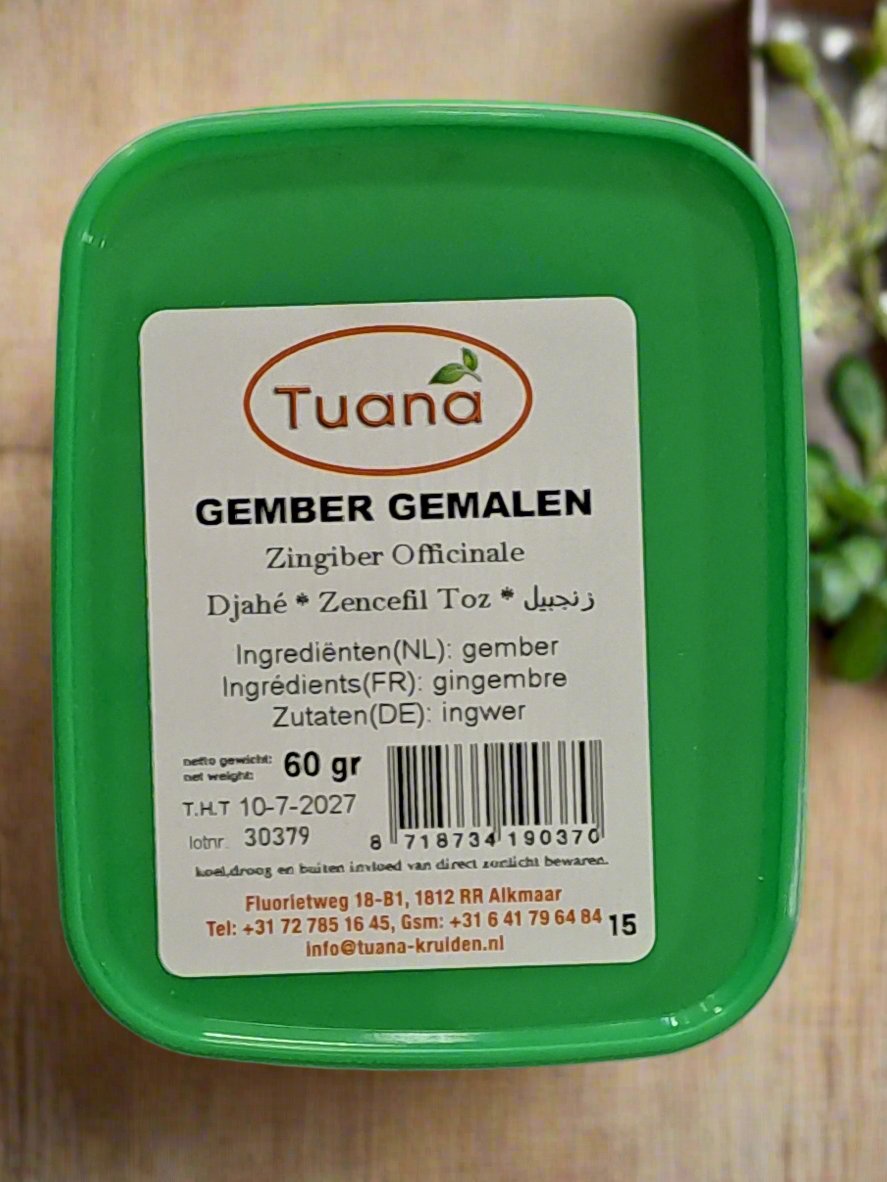 Tuana
GEMBER GEMALEN
Zingiber Officinale
Djahé * Zencefil Toz * زنجبيل
Ingrediënten(NL): gember
Ingrédients(FR): gingembre
Zutaten(DE): ingwer
netto gewicht: 60 gr
net weight:
T.H.T 10-7-2027
lotnr. 30379
8 718734 190370
koel,droog en buiten invloed van direct zonlicht bewaren.
Fluorietweg 18-B1, 1812 RR Alkmaar
Tel: +31 72 785 16 45, Gsm: +31 6 41 79 64 84 15
info@tuana-kruiden.nl